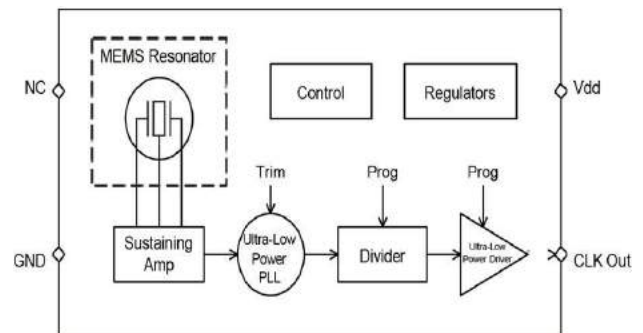 MEMS Resonator
NC
Control
Regulators
Vdd
Trim
Prog
Prog
GND
Sustaining
Amp
Ultra-Low
Power
PLL
Divider
Ultra-Low
Power Driver
CLK Out